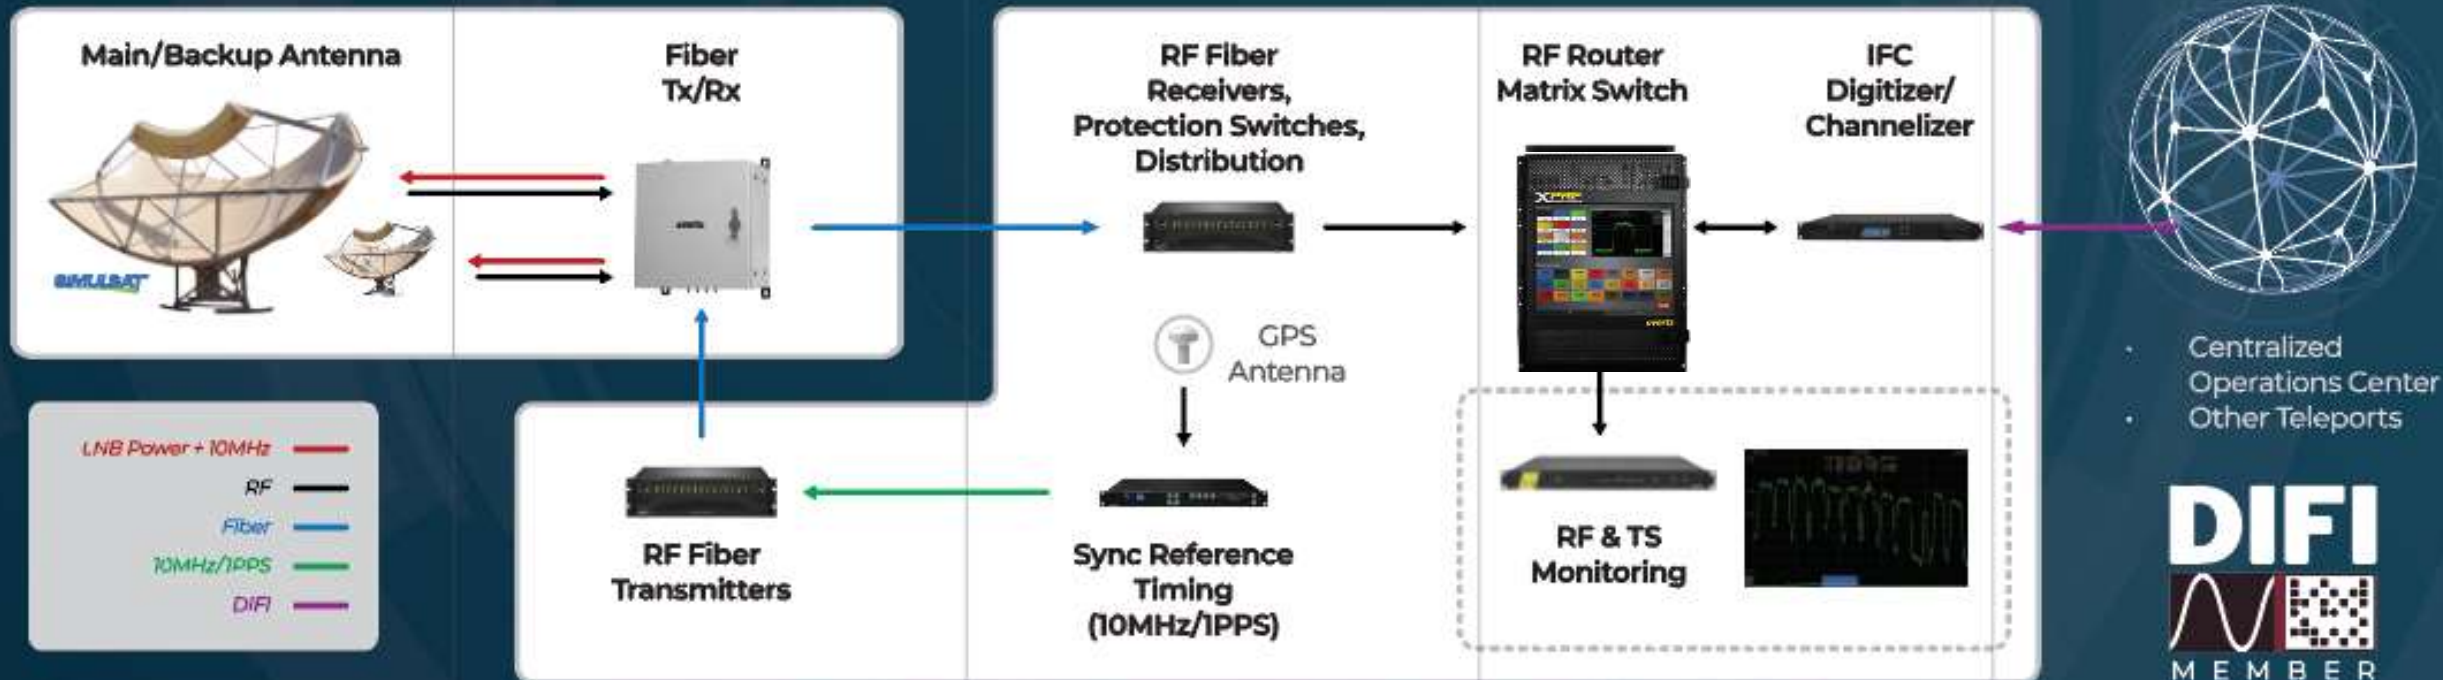 Main/Backup Antenna
SIMULSAT
Fiber
Tx/Rx
evertz
RF Fiber
Receivers,
Protection Switches,
Distribution
RF Router
Matrix Switch
evertz
IFC
Digitizer/
Channelizer
GPS
Antenna
LNB Power + 10MHz
RF
Fiber
10MHz/1PPS
DIFI
RF Fiber
Transmitters
Sync Reference
Timing
(10MHz/1PPS)
RF & TS
Monitoring
• Centralized
Operations Center
• Other Teleports
DIFI
MEMBER